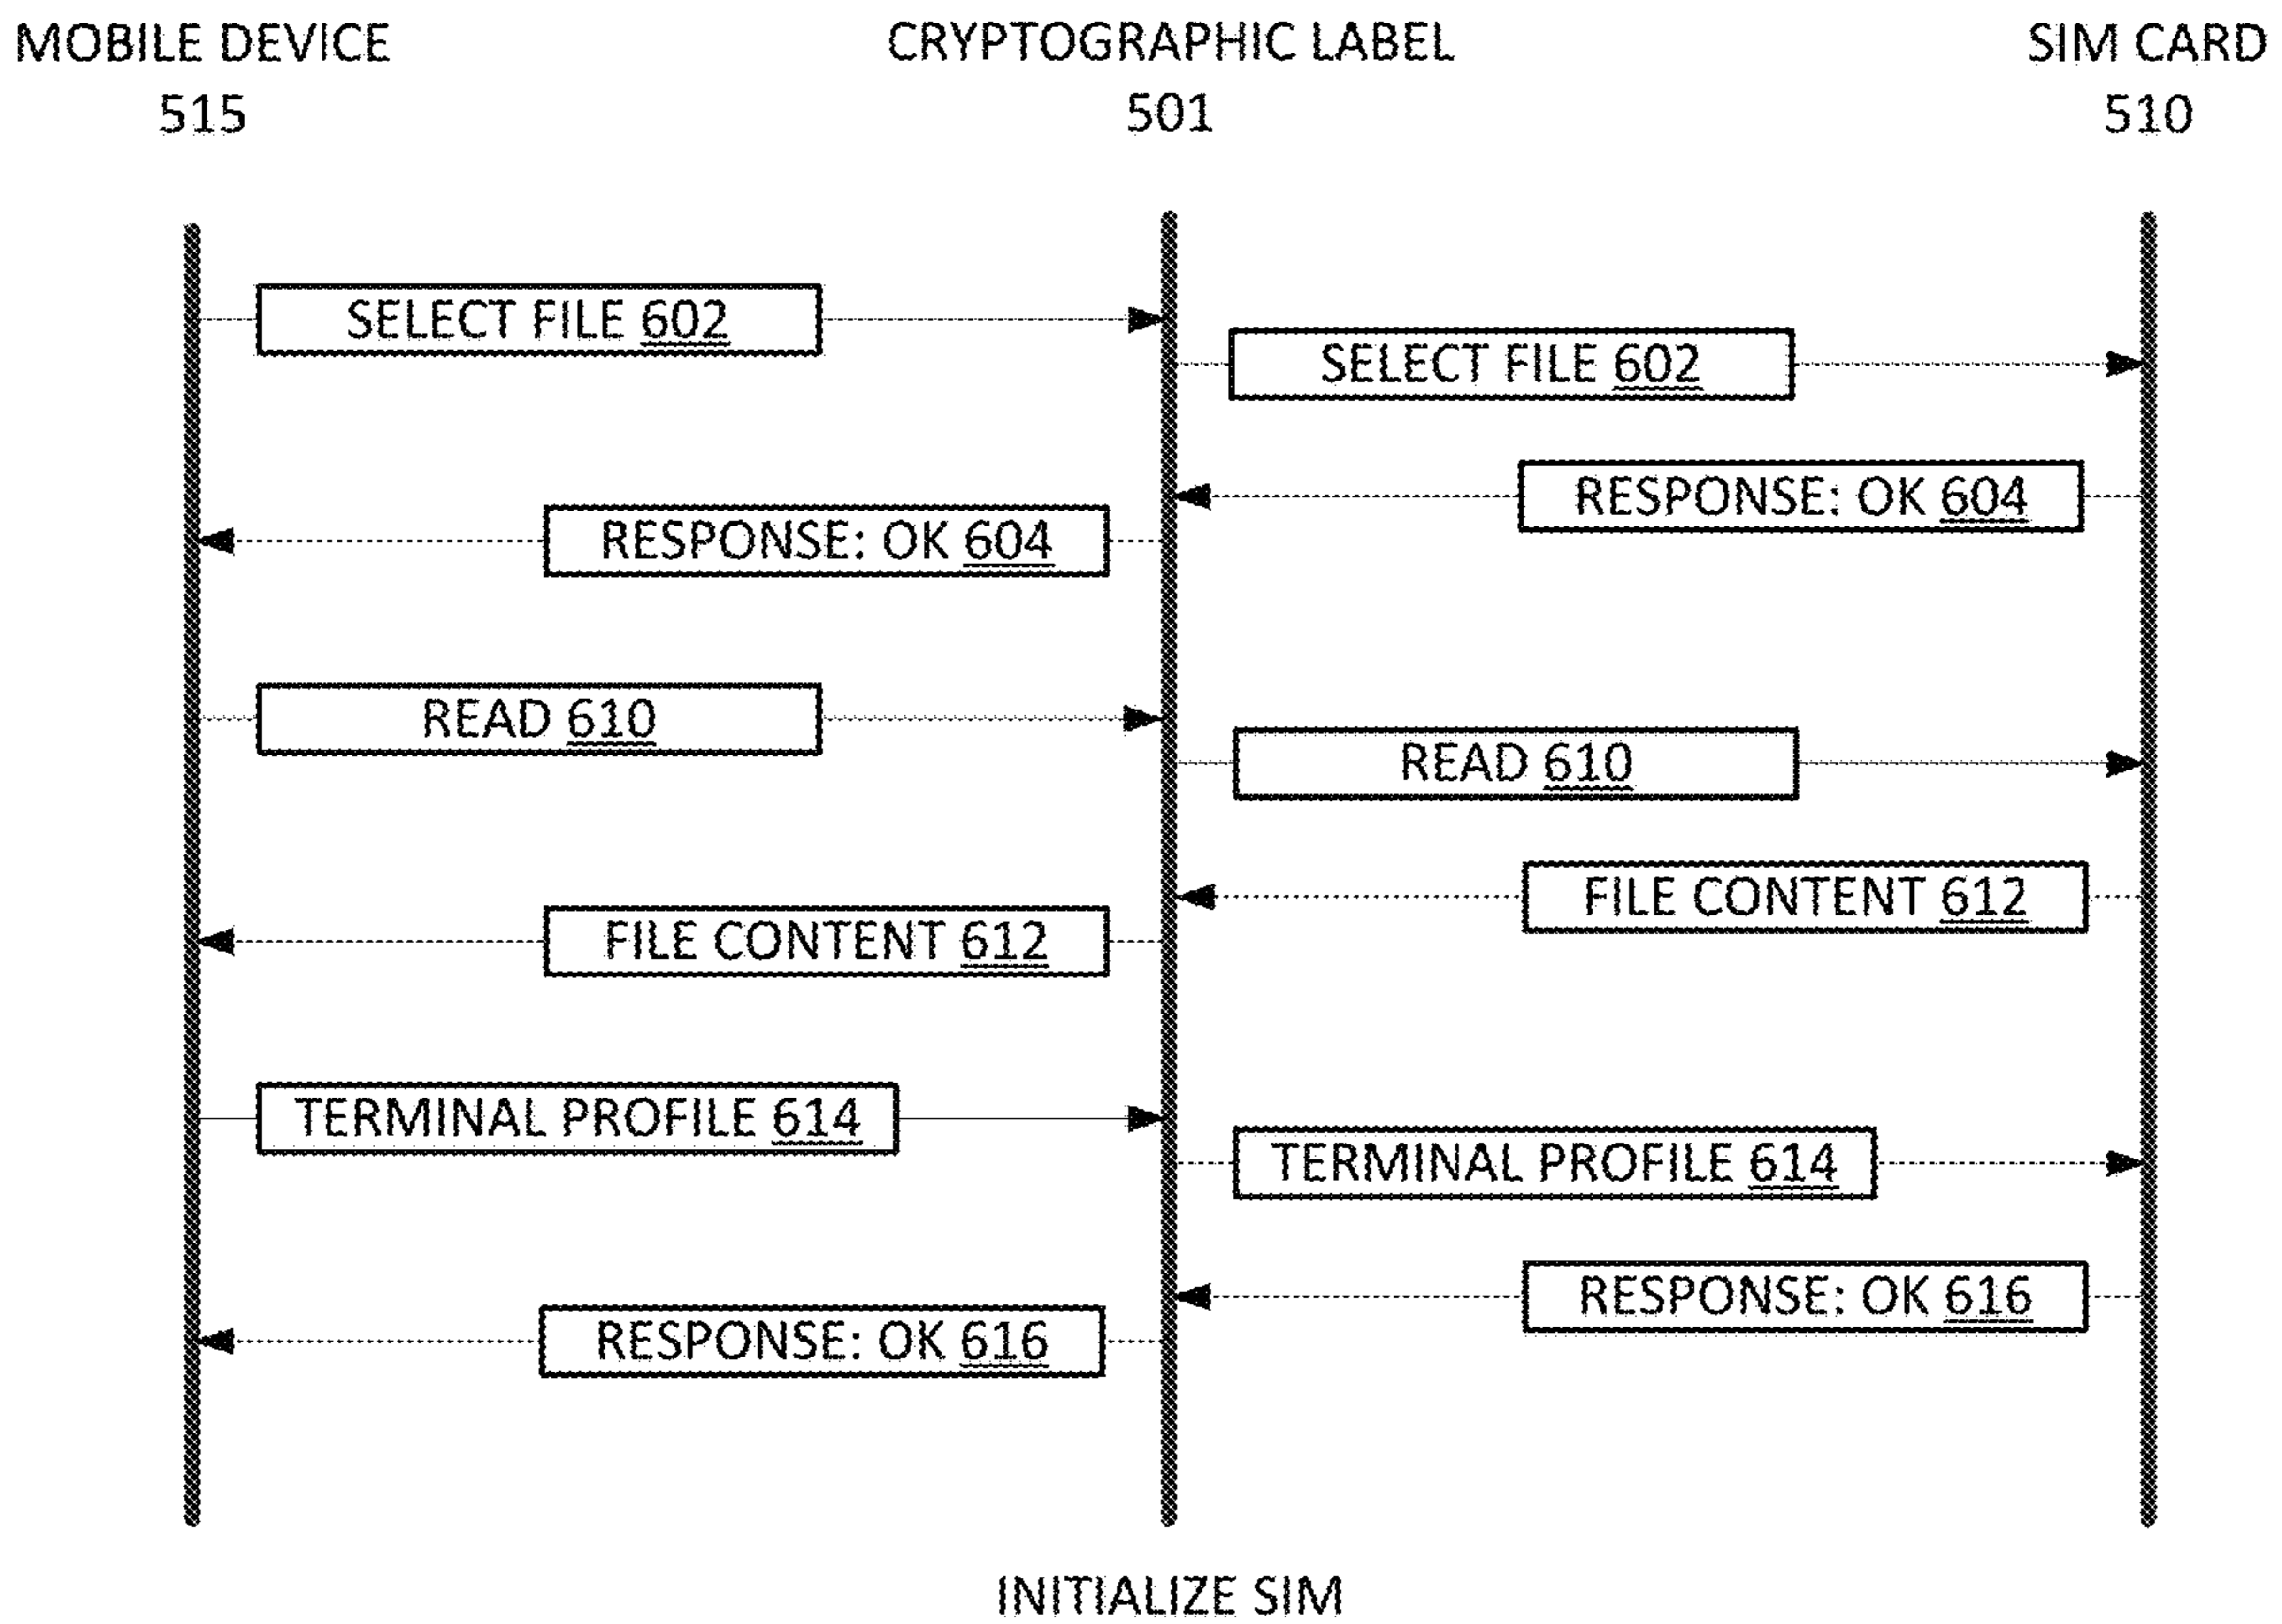 MOBILE DEVICE
515
CRYPTOGRAPHIC LABEL
501
SIM CARD
510
SELECT FILE 602
SELECT FILE 602
RESPONSE: OK 604
RESPONSE: OK 604
READ 610
READ 610
FILE CONTENT 612
FILE CONTENT 612
TERMINAL PROFILE 614
TERMINAL PROFILE 614
RESPONSE: OK 616
RESPONSE: OK 616
INITIALIZE SIM